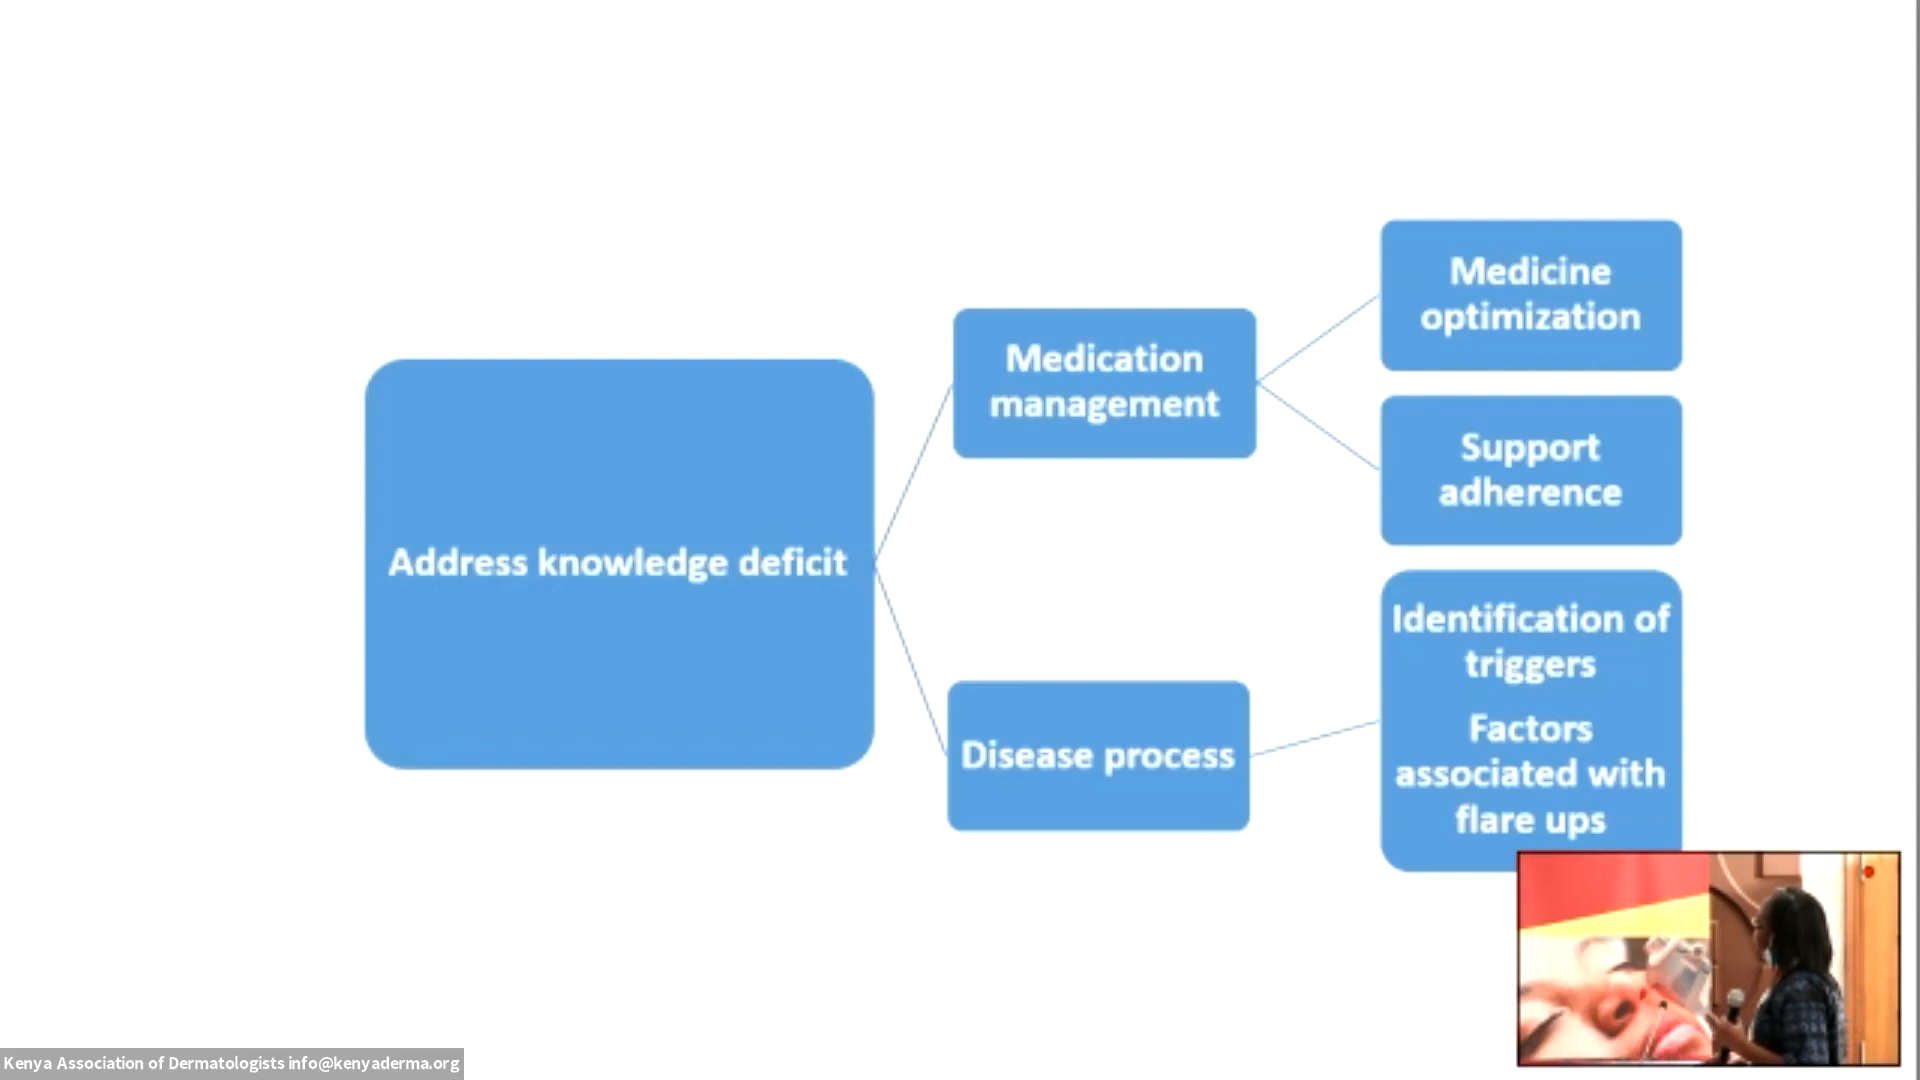 Address knowledge deficit
Medication
management
Disease process
Medicine
optimization
Support
adherence
Identification of
triggers
Factors
associated with
flare ups
Kenya Association of Dermatologists info@kenyaderma.org